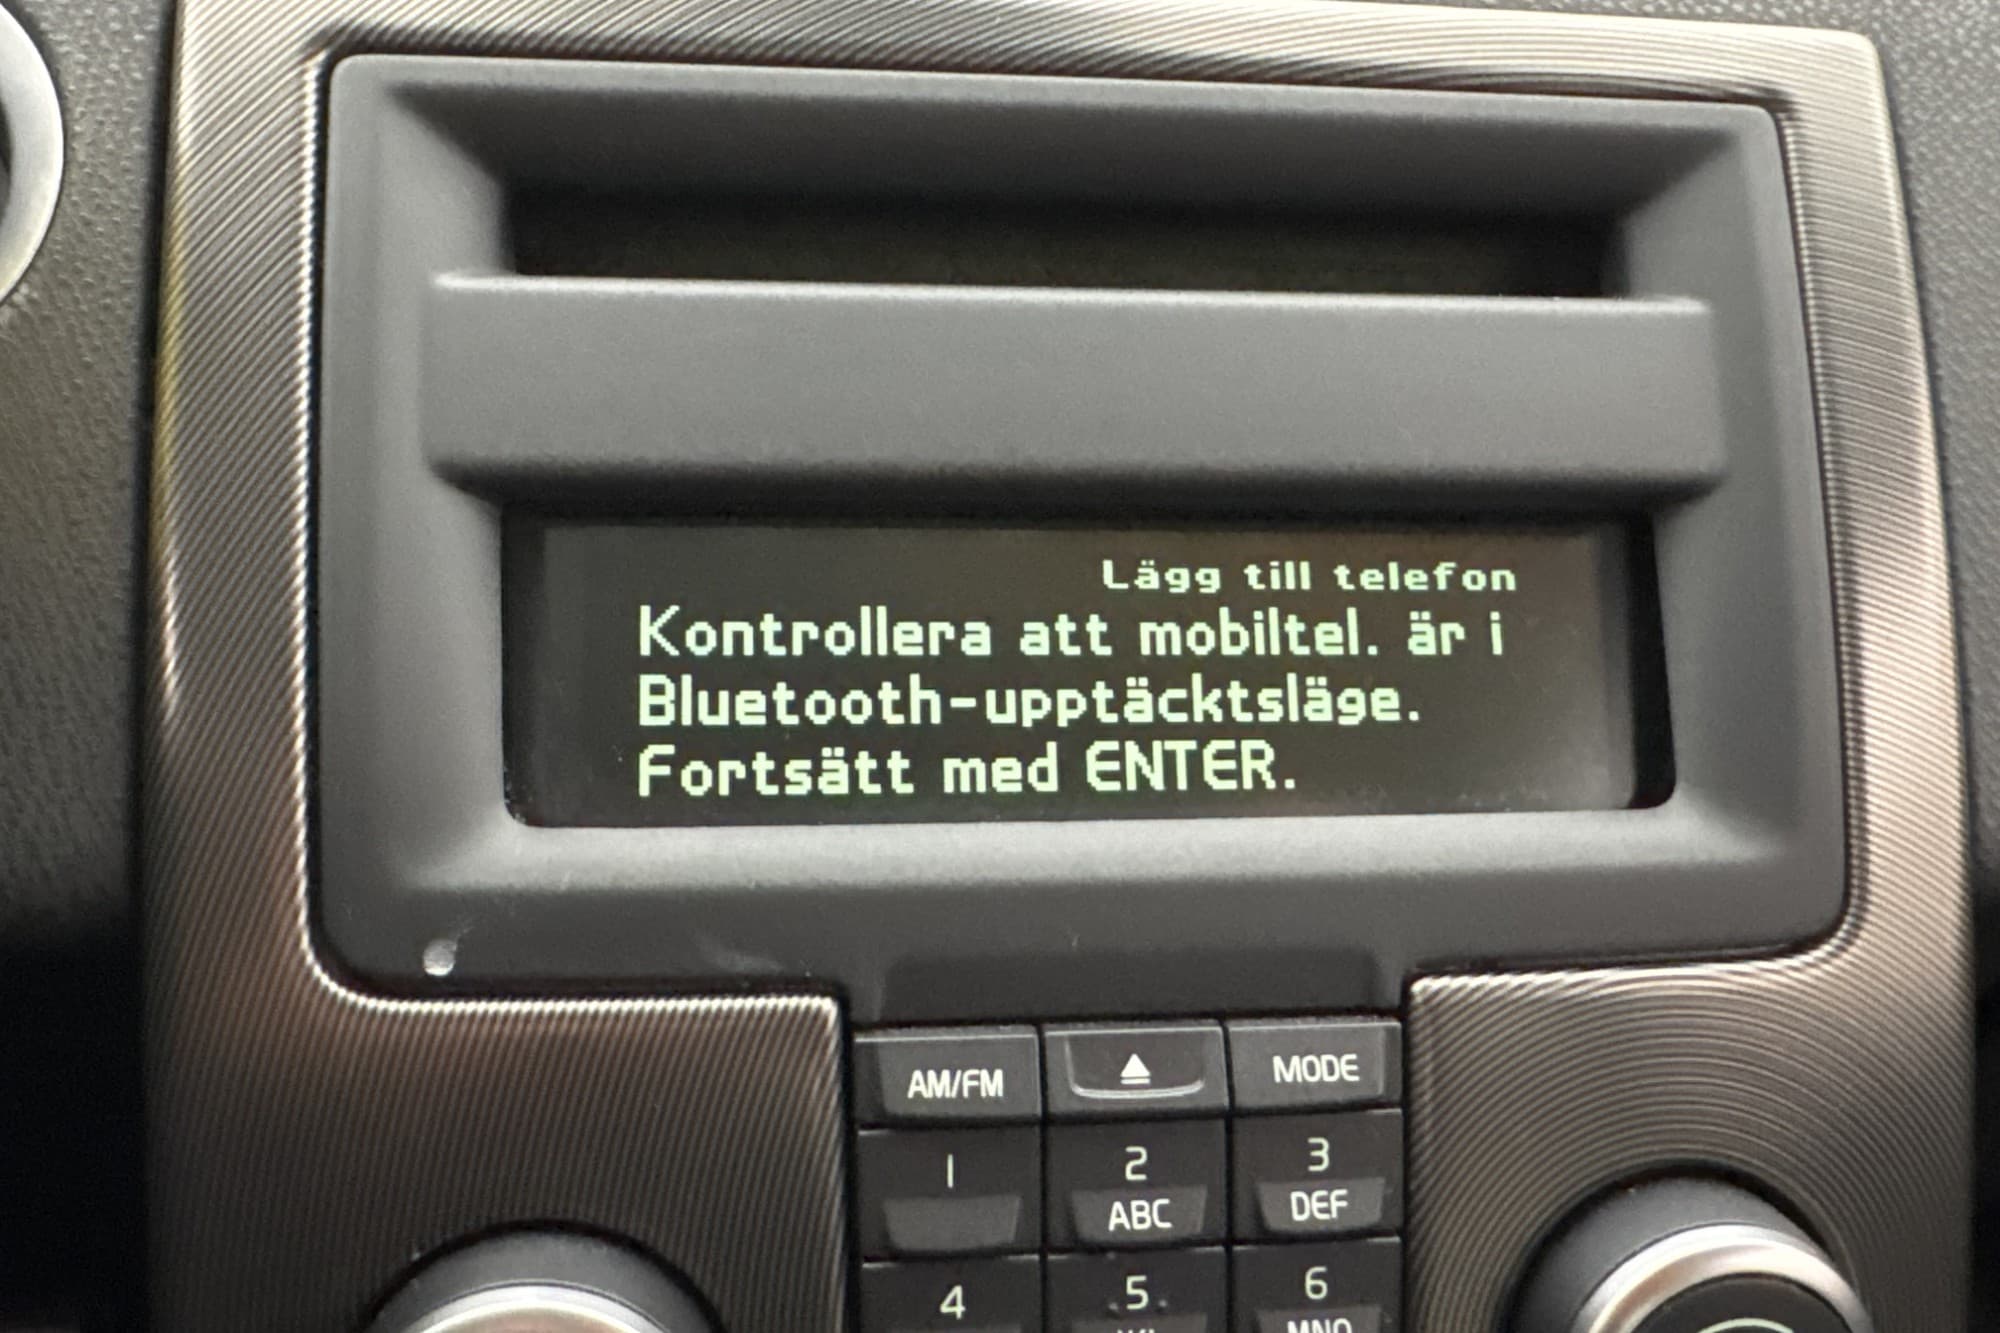 Lägg till telefon
Kontrollera att mobiltel. är i
Bluetooth-upptäcktsläge.
Fortsätt med ENTER.
AM/FM
MODE
1
2
3
ABC
DEF
4
5
6
MNO